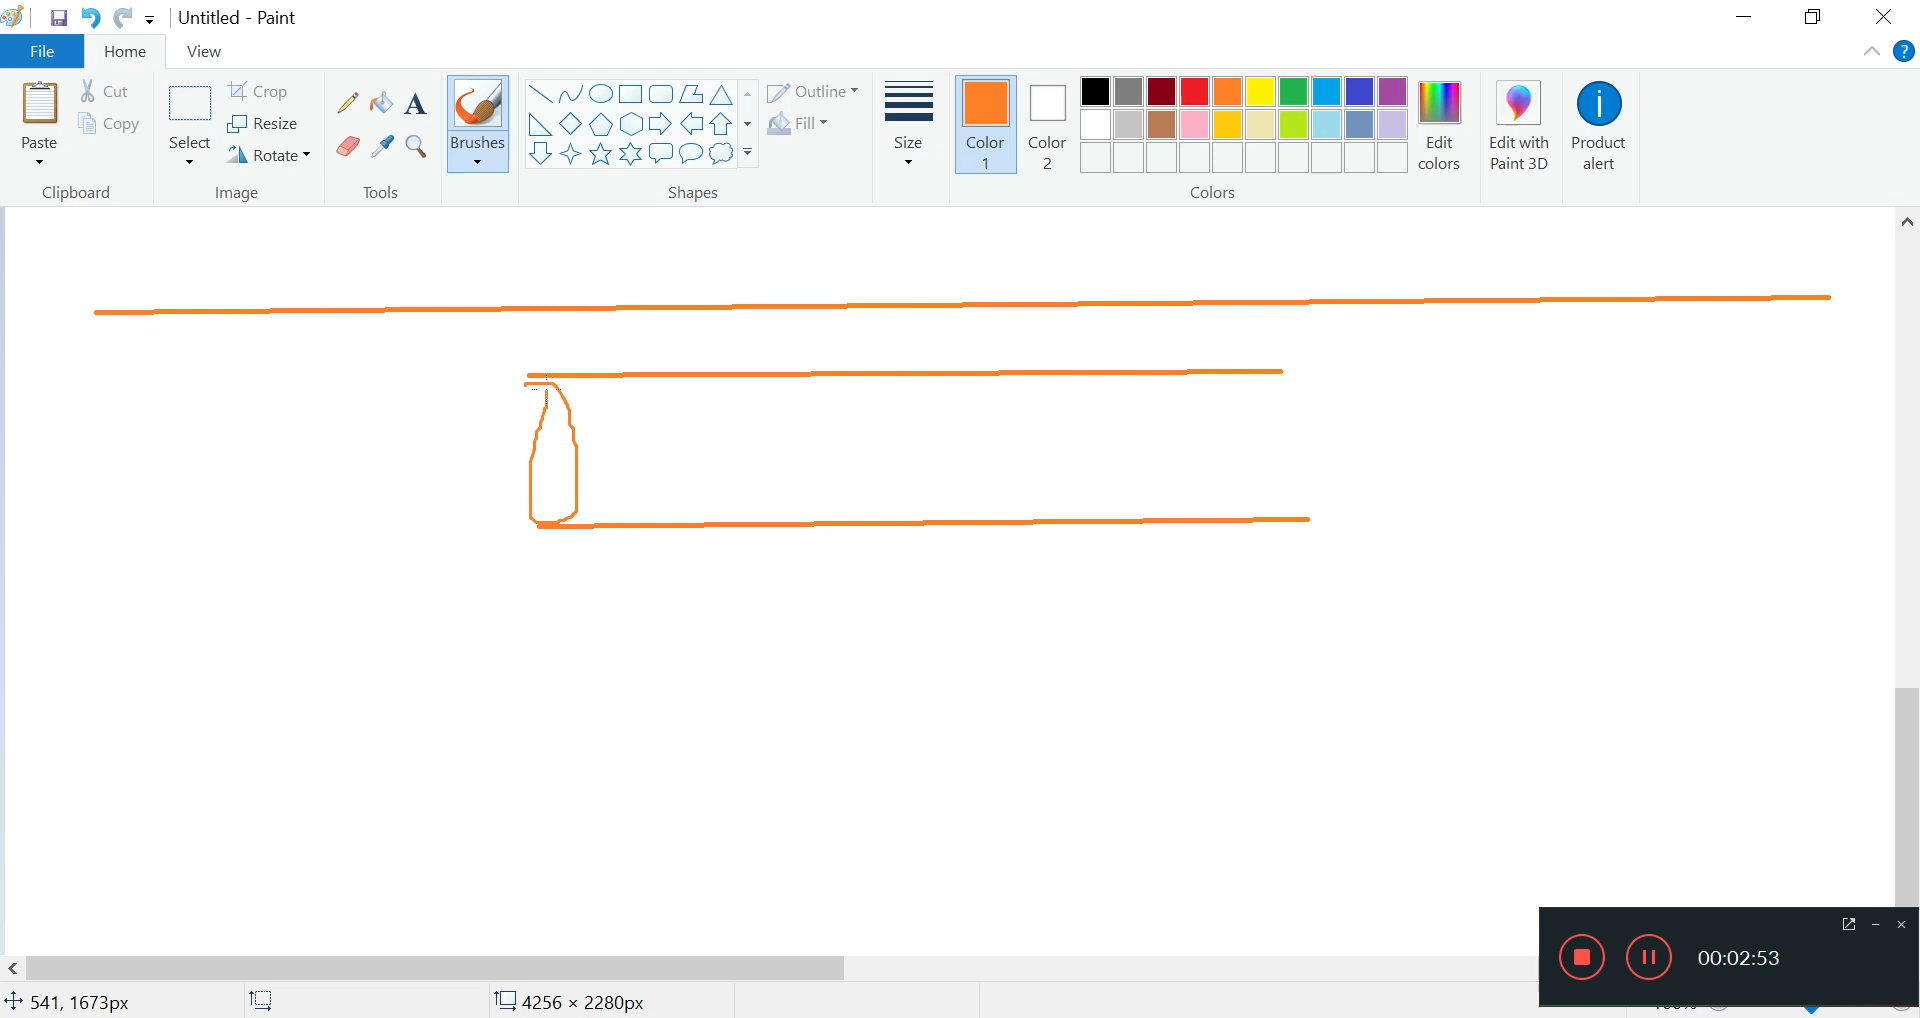 Untitled - Paint
File Home View
Paste
Cut
Copy
Clipboard
Select
Crop
Resize
Rotate
Image
A
Tools
Brushes
Shapes
Outline
Fill
Size
Color
1
Color
2
Colors
Edit
colors
Edit with
Paint 3D
Product
alert
00:02:53
541, 1673px
4256 × 2280px